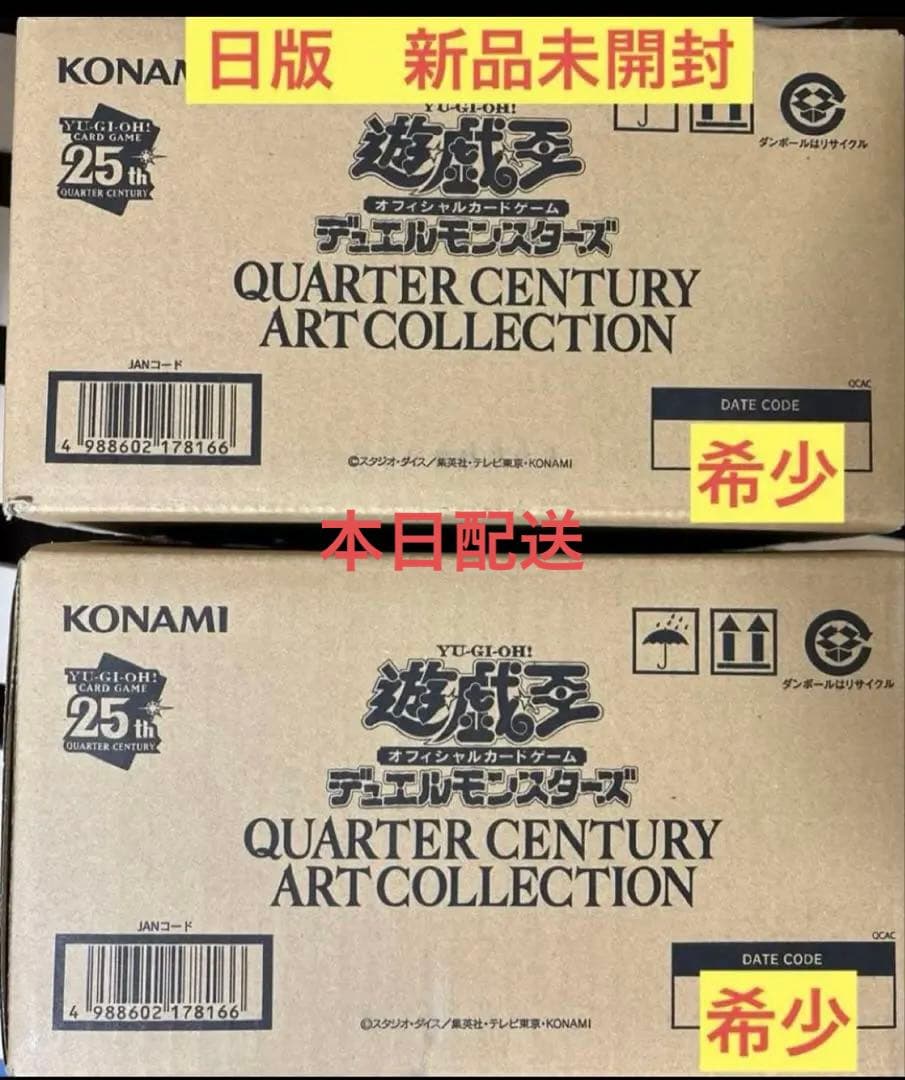 日版 新品未開封
KONAM
YU-GI-OH!
CARD GAME
25th
QUARTER CENTURY
YU-GI-OH!
遊戯王
オフィシャルカードゲーム
デュエルモンスターズ
QUARTER CENTURY
ART COLLECTION
ダンボールはリサイクル
JANコード
4 988602 178166
QCAC
DATE CODE
希少
©スタジオ・ダイス/集英社・テレビ東京・KONAMI
本日配送
KONAMI
YU-GI-OH!
CARD GAME
25th
QUARTER CENTURY
YU-GI-OH!
遊戯王
オフィシャルカードゲーム
デュエルモンスターズ
QUARTER CENTURY
ART COLLECTION
ダンボールはリサイクル
JANコード
4 988602 178166
QCAC
DATE CODE
希少
©スタジオ・ダイス/集英社・テレビ東京・KONAMI